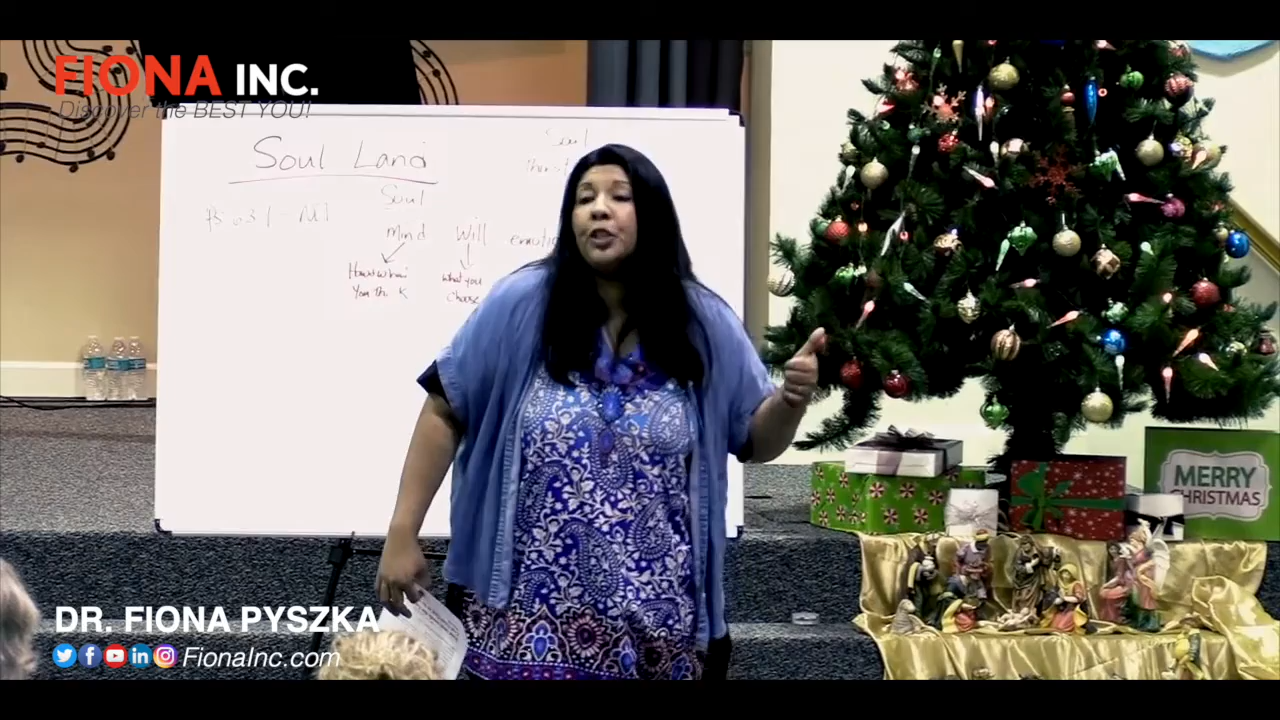 FIONA INC.
Discover the BEST YOU!
Soul Land
Soul
Soul
Mind Will
what you
choose
MERRY
CHRISTMAS
DR. FIONA PYSZKA
FionaInc.com